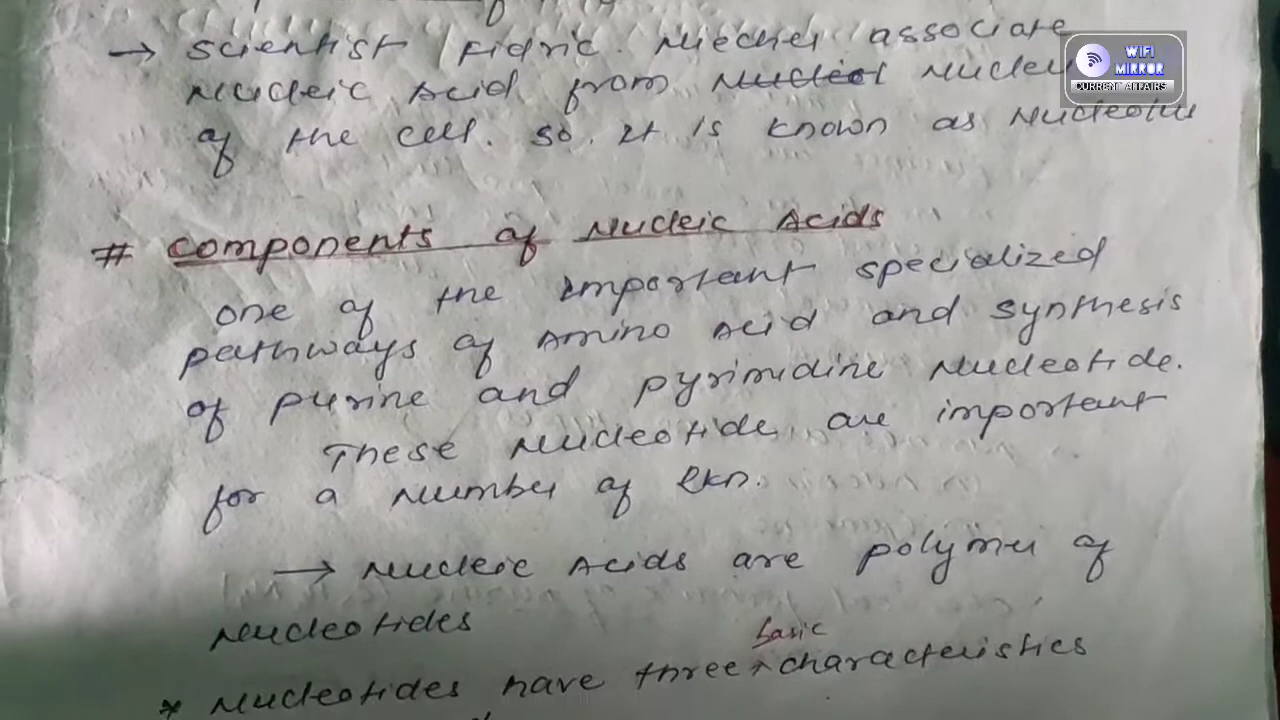 → scientist Fidric. Miecher associate
WIFI
MIRROR
CURRENT AFFAIRS
Nucleic Acid from Nucleol
of the cell. so. It is known as Nucleolus
# Components of Nucleic Acids
one of the important specialized
pathways of Amino Acid and synthesis
of purine and pyrimidine Nucleotide.
These Nucleotide are important
for a number of Rxn.
→ Nucleic Acids are polymer of
Nucleotides
basic
* Nucleotides have three ^ characteristics